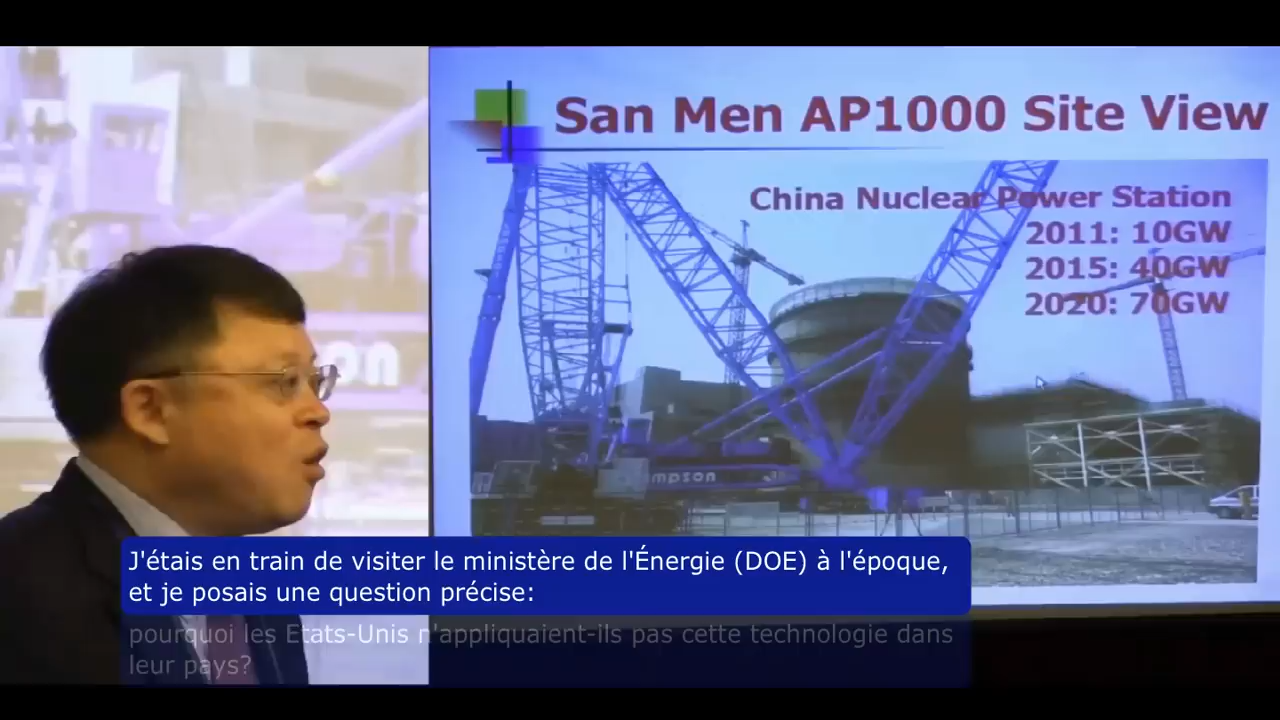 San Men AP1000 Site View
China Nuclear Power Station
2011: 10GW
2015: 40GW
2020: 70GW
mpson
on
J'étais en train de visiter le ministère de l'Énergie (DOE) à l'époque,
et je posais une question précise:
pourquoi les Etats-Unis n'appliquaient-ils pas cette technologie dans
leur pays?